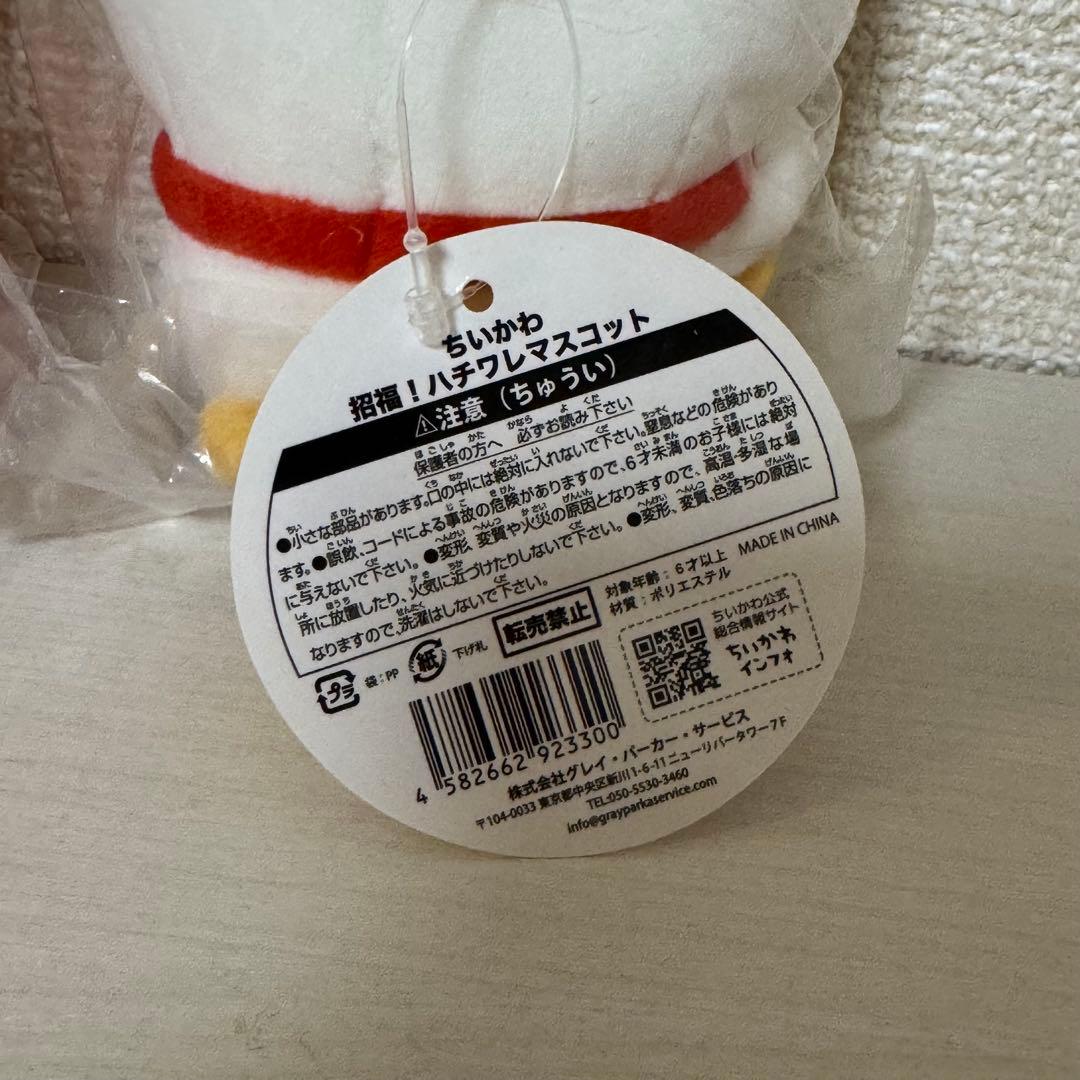 ちいかわ
招福!ハチワレマスコット
⚠注意(ちゅうい)
保護者の方へ 必ずお読み下さい
●小さな部品があります。口の中には絶対に入れないで下さい。窒息などの危険があり
ます。●誤飲、コードによる事故の危険がありますので、6才未満のお子様には絶対
に与えないで下さい。●変形、変質や火災の原因となりますので、高温・多湿な場
所に放置したり、火気に近づけたりしないで下さい。●変形、変質、色落ちの原因に
なりますので、洗濯はしないで下さい。
対象年齢:6才以上 MADE IN CHINA
材質:ポリエステル
プラ 袋:PP 紙 下げ札 転売禁止
ちいかわ公式
総合情報サイト
ちいかわ
インフォ
4 582662 923300
株式会社グレイ・パーカー・サービス
〒104-0033 東京都中央区新川1-6-11 ニューリバータワー7F
TEL:050-5530-3460
info@grayparkaservice.com